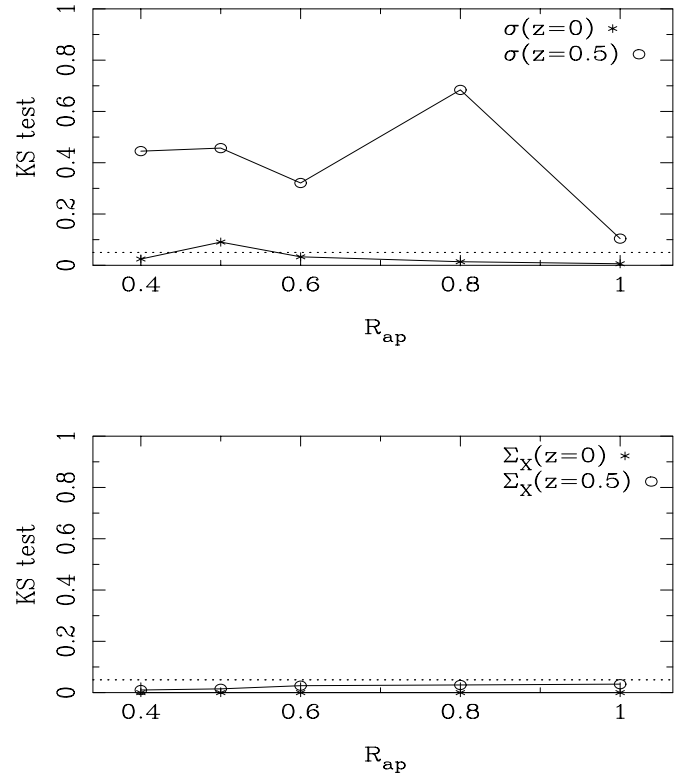 1
σ(z=0) *
σ(z=0.5) ○
0.8
0.6
KS test
0.4
0.2
0
0.4 0.6 0.8 1
R_ap
1
Σ_X(z=0) *
Σ_X(z=0.5) ○
0.8
0.6
KS test
0.4
0.2
0
0.4 0.6 0.8 1
R_ap